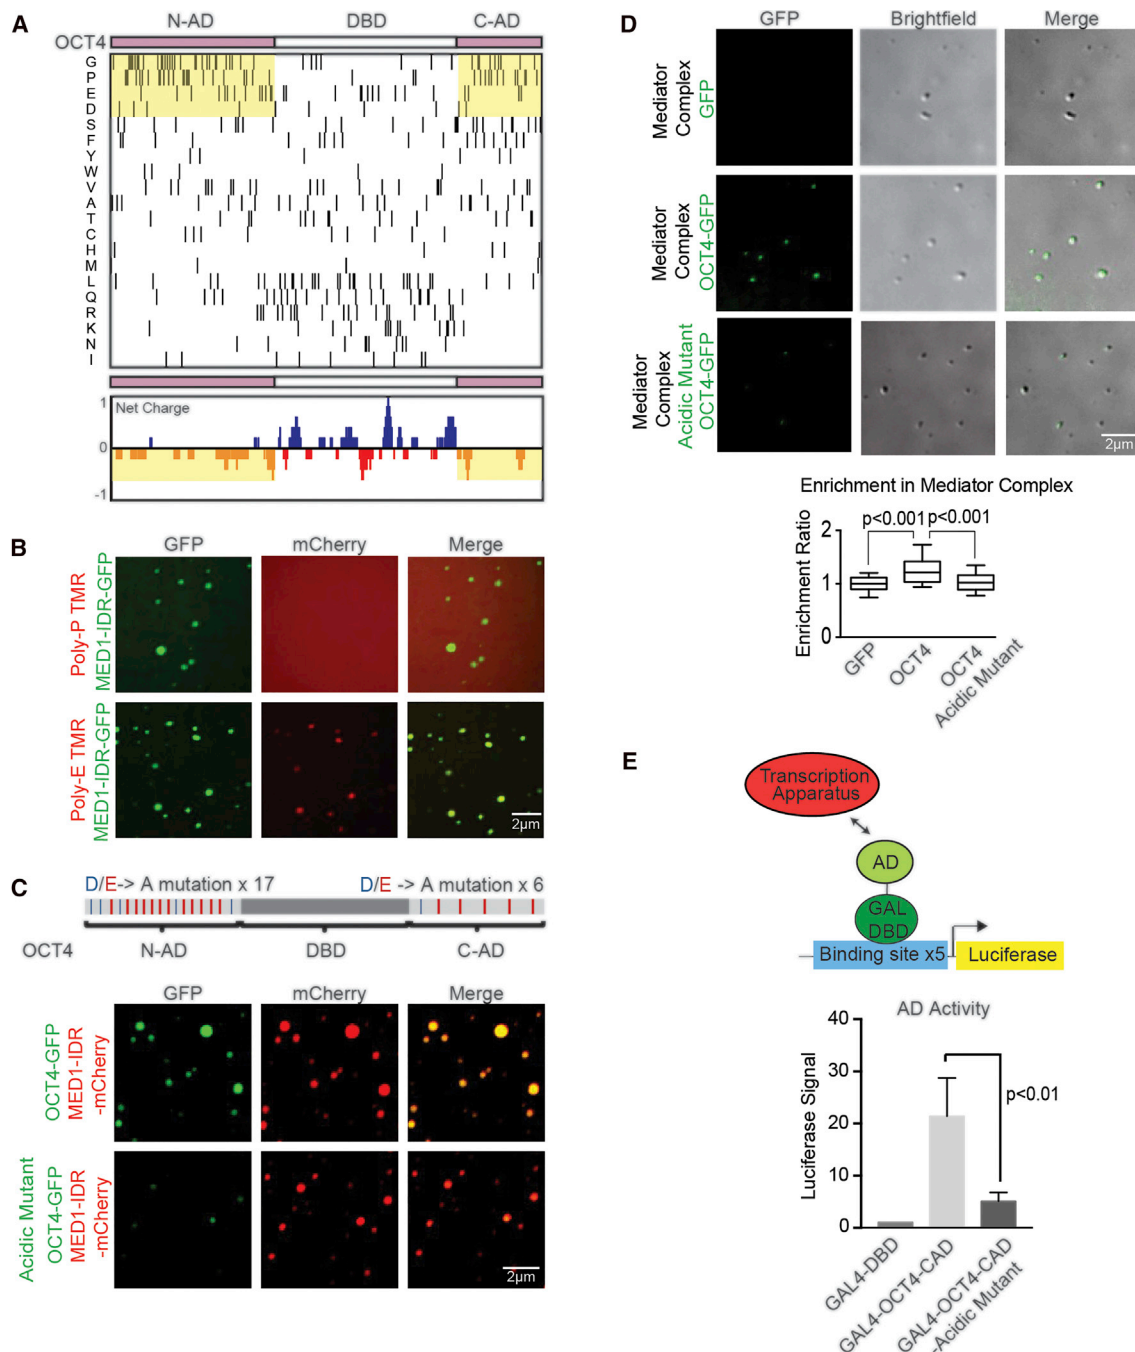 A
N-AD DBD C-AD
OCT4
G
P
E
D
S
F
Y
W
V
A
T
C
H
M
L
Q
R
K
N
I
1
Net Charge
0
-1
B
GFP mCherry Merge
Poly-P TMR
MED1-IDR-GFP
Poly-E TMR
MED1-IDR-GFP
2μm
C
D/E-> A mutation x 17 D/E -> A mutation x 6
OCT4 N-AD DBD C-AD
GFP mCherry Merge
OCT4-GFP
MED1-IDR
-mCherry
Acidic Mutant
OCT4-GFP
MED1-IDR
-mCherry
2μm
D
GFP Brightfield Merge
Mediator
Complex
GFP
Mediator
Complex
OCT4-GFP
Mediator
Complex
Acidic Mutant
OCT4-GFP
2μm
Enrichment in Mediator Complex
p<0.001 p<0.001
Enrichment Ratio
2
1
0
GFP
OCT4
OCT4
Acidic Mutant
E
Transcription
Apparatus
AD
GAL
DBD
Binding site x5 Luciferase
AD Activity
Luciferase Signal
40
30
20
10
0
p<0.01
GAL4-DBD
GAL4-OCT4-CAD
GAL4-OCT4-CAD
-Acidic Mutant